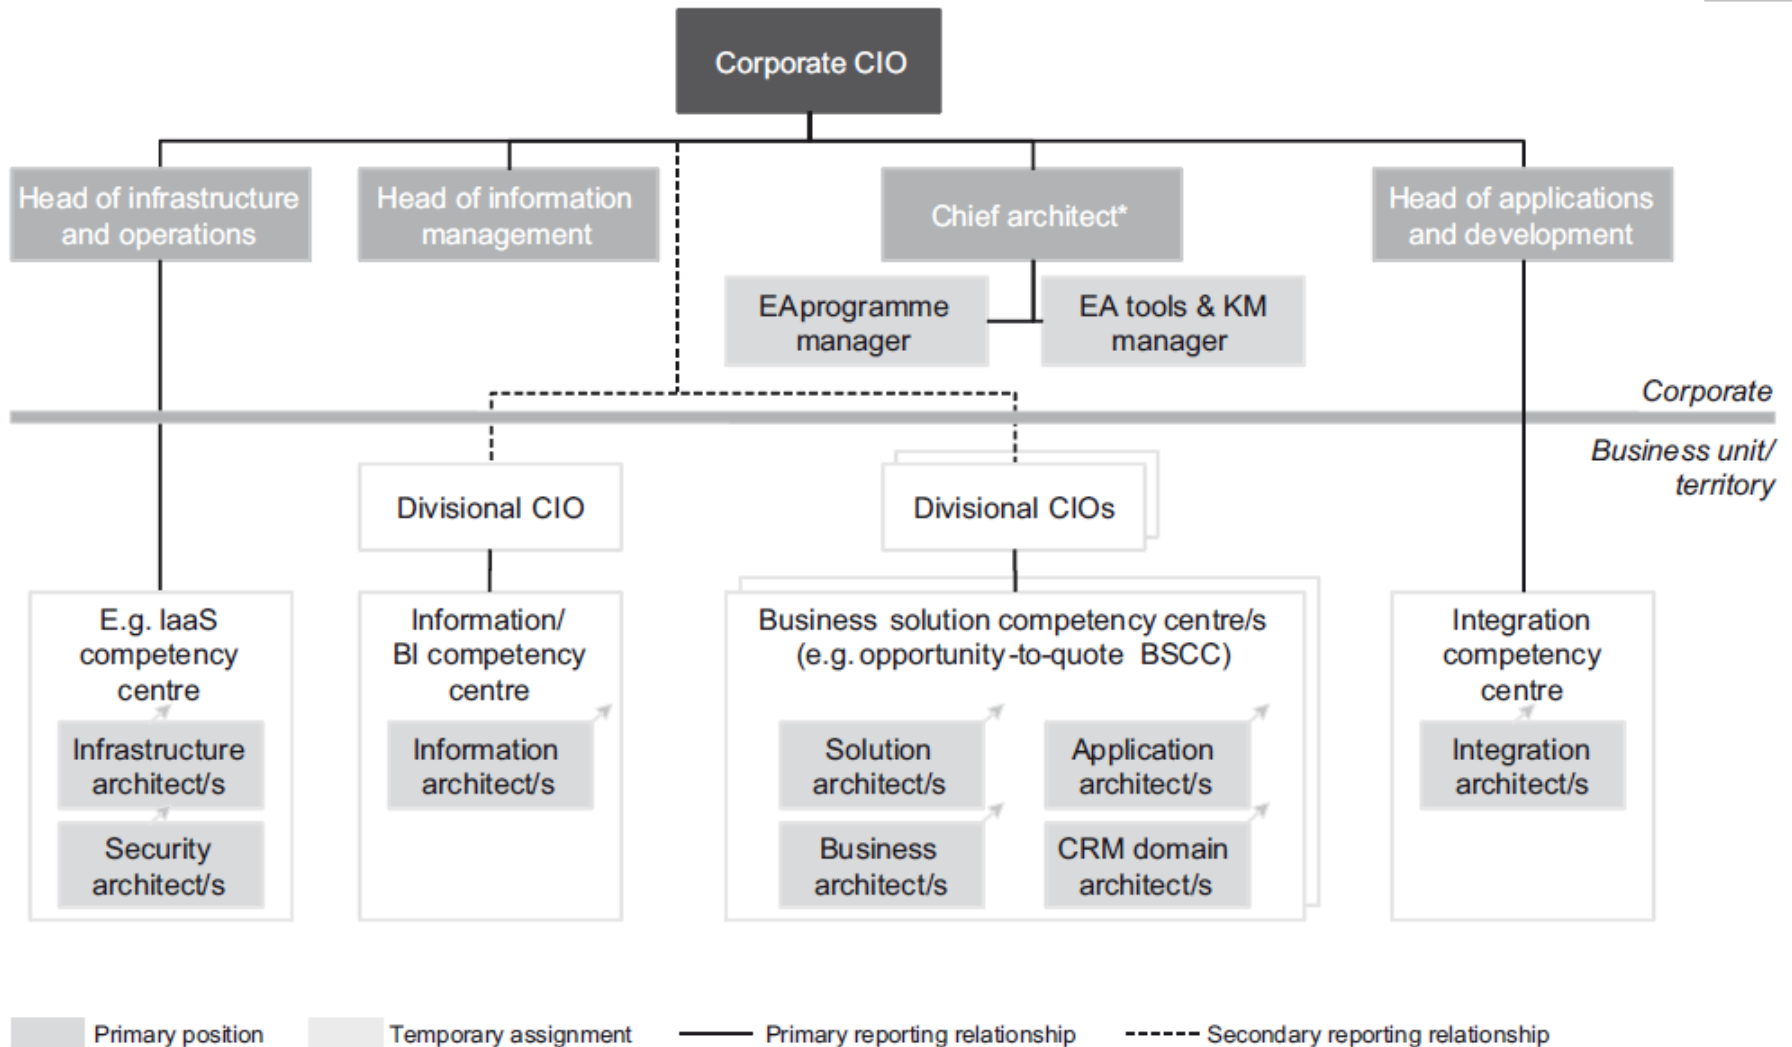 Corporate CIO
Head of infrastructure
and operations
Head of information
management
Chief architect*
Head of applications
and development
EAprogramme
manager
EA tools & KM
manager
Corporate
Business unit/
territory
Divisional CIO
Divisional CIOs
E.g. IaaS
competency
centre
Infrastructure
architect/s
Security
architect/s
Information/
BI competency
centre
Information
architect/s
Business solution competency centre/s
(e.g. opportunity-to-quote BSCC)
Solution
architect/s
Application
architect/s
Business
architect/s
CRM domain
architect/s
Integration
competency
centre
Integration
architect/s
Primary position
Temporary assignment
Primary reporting relationship
Secondary reporting relationship